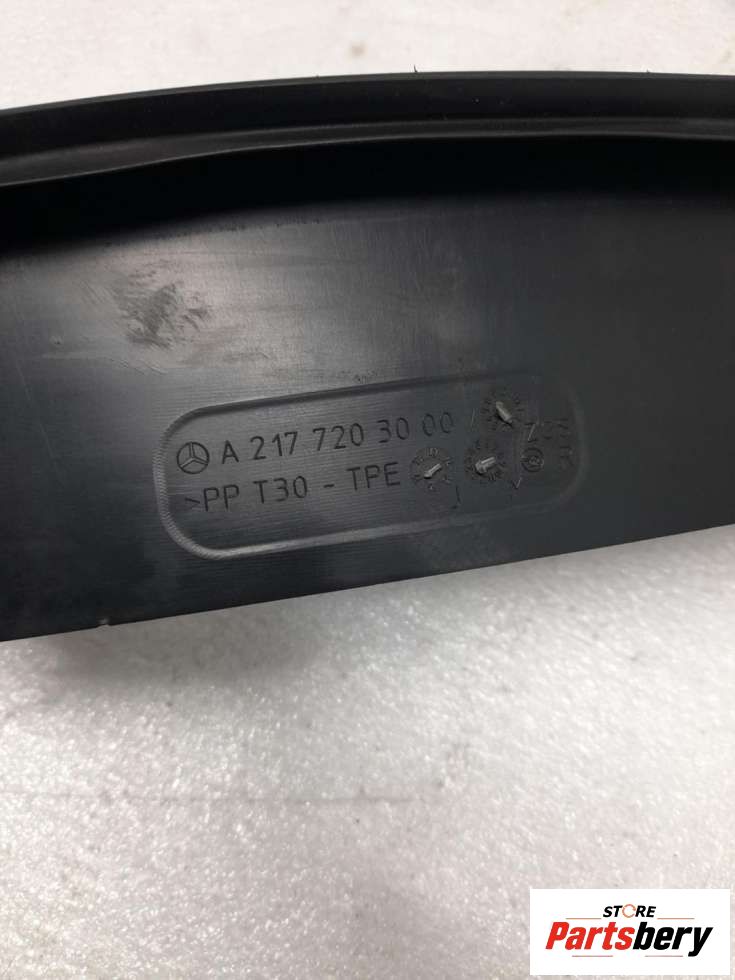 A 217 720 30 00
>PP T30 - TPE
STORE
Partsbery